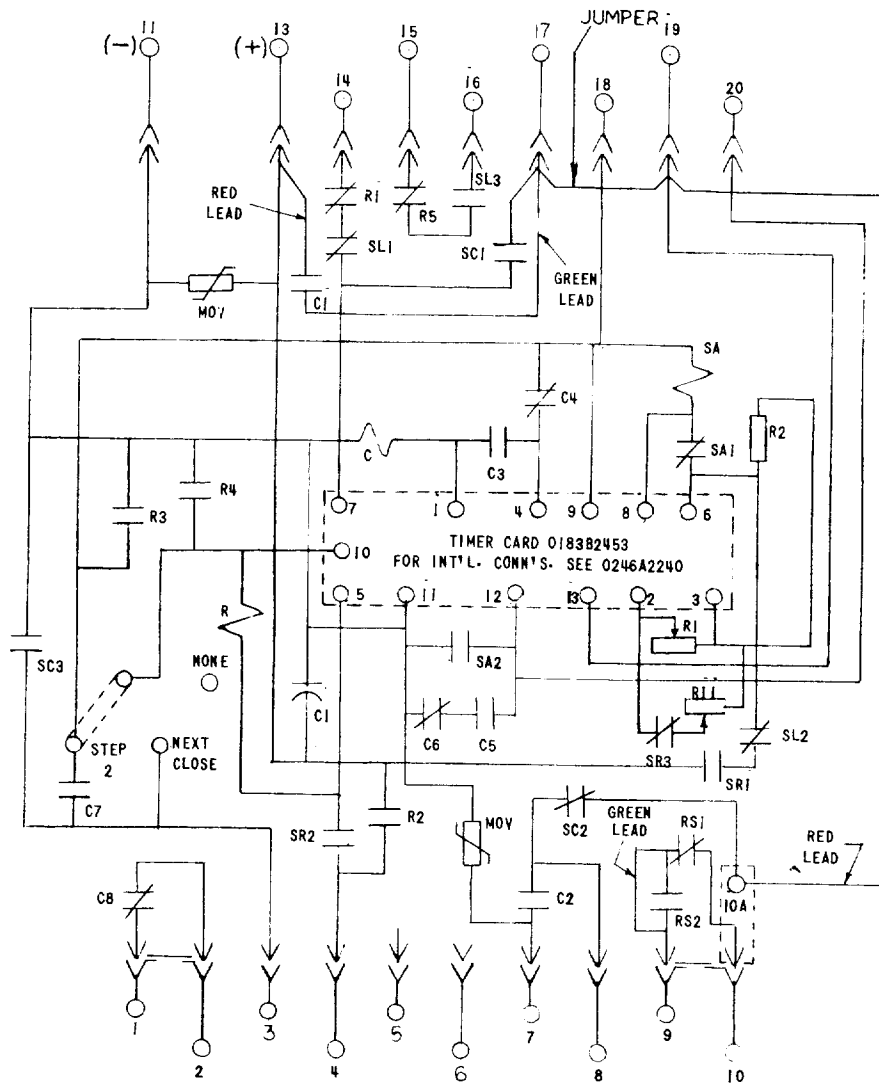 JUMPER
11
13
15
17
19
(-)
(+)
14
16
18
20
RED
LEAD
R1
R5
SL3
SL1
SC1
GREEN
LEAD
MOV
C1
SA
C4
R2
C
C3
SA1
R4
R3
7
1
4
9
8
6
10
TIMER CARD 0183B2453
FOR INT'L. CONN'S. SEE 0246A2240
5
11
12
13
2
3
R
R1
SA2
SC3
NONE
R11
C1
C6
C5
SL2
STEP
2
NEXT
CLOSE
SR3
SR1
C7
R2
MOV
SC2
GREEN
LEAD
RS1
RED
LEAD
SR2
C8
C2
RS2
10A
1
2
3
4
5
6
7
8
9
10